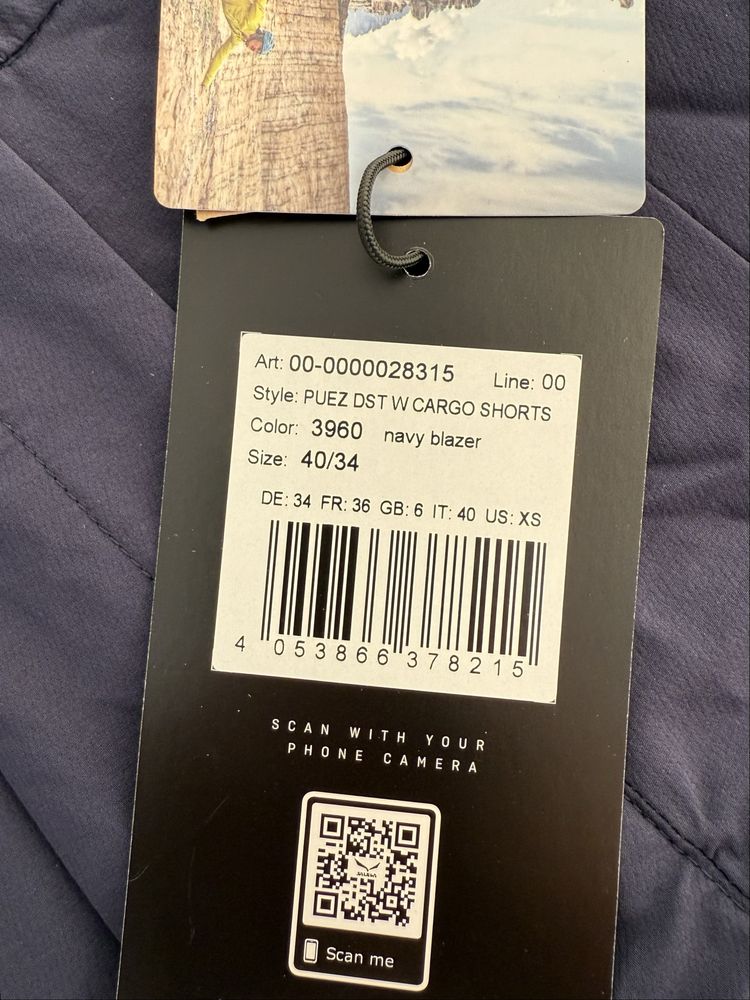 Art: 00-0000028315 Line: 00
Style: PUEZ DST W CARGO SHORTS
Color: 3960 navy blazer
Size: 40/34
DE: 34 FR: 36 GB: 6 IT: 40 US: XS
4 053866 378215
SCAN WITH YOUR
PHONE CAMERA
SALEWA
Scan me